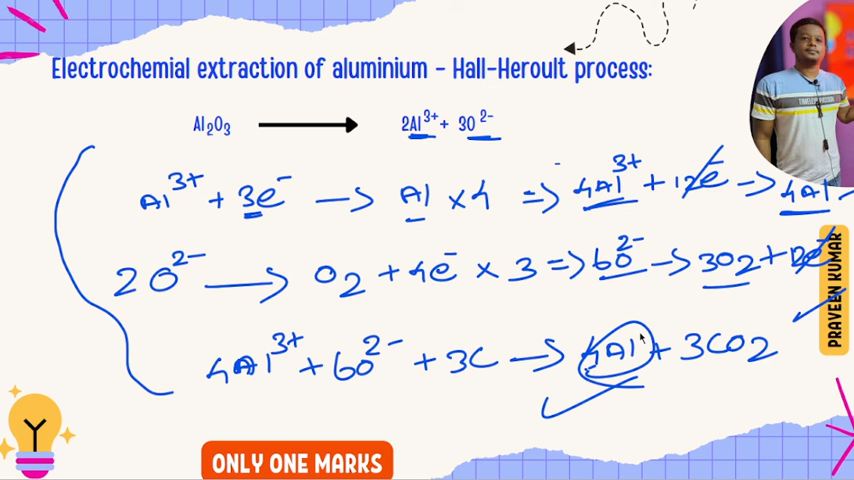 Electrochemial extraction of aluminium - Hall-Heroult process:
Al₂O₃ ⟶ 2Al³⁺ + 3O²⁻
Al³⁺ + 3e⁻ → Al × 4 ⇒ 4Al³⁺ + 12e⁻ → 4Al
2O²⁻ → O₂ + 4e⁻ × 3 ⇒ 6O²⁻ → 3O₂ + 12e⁻
4Al³⁺ + 6O²⁻ + 3C → 4Al + 3CO₂
PRAVEEN KUMAR
ONLY ONE MARKS